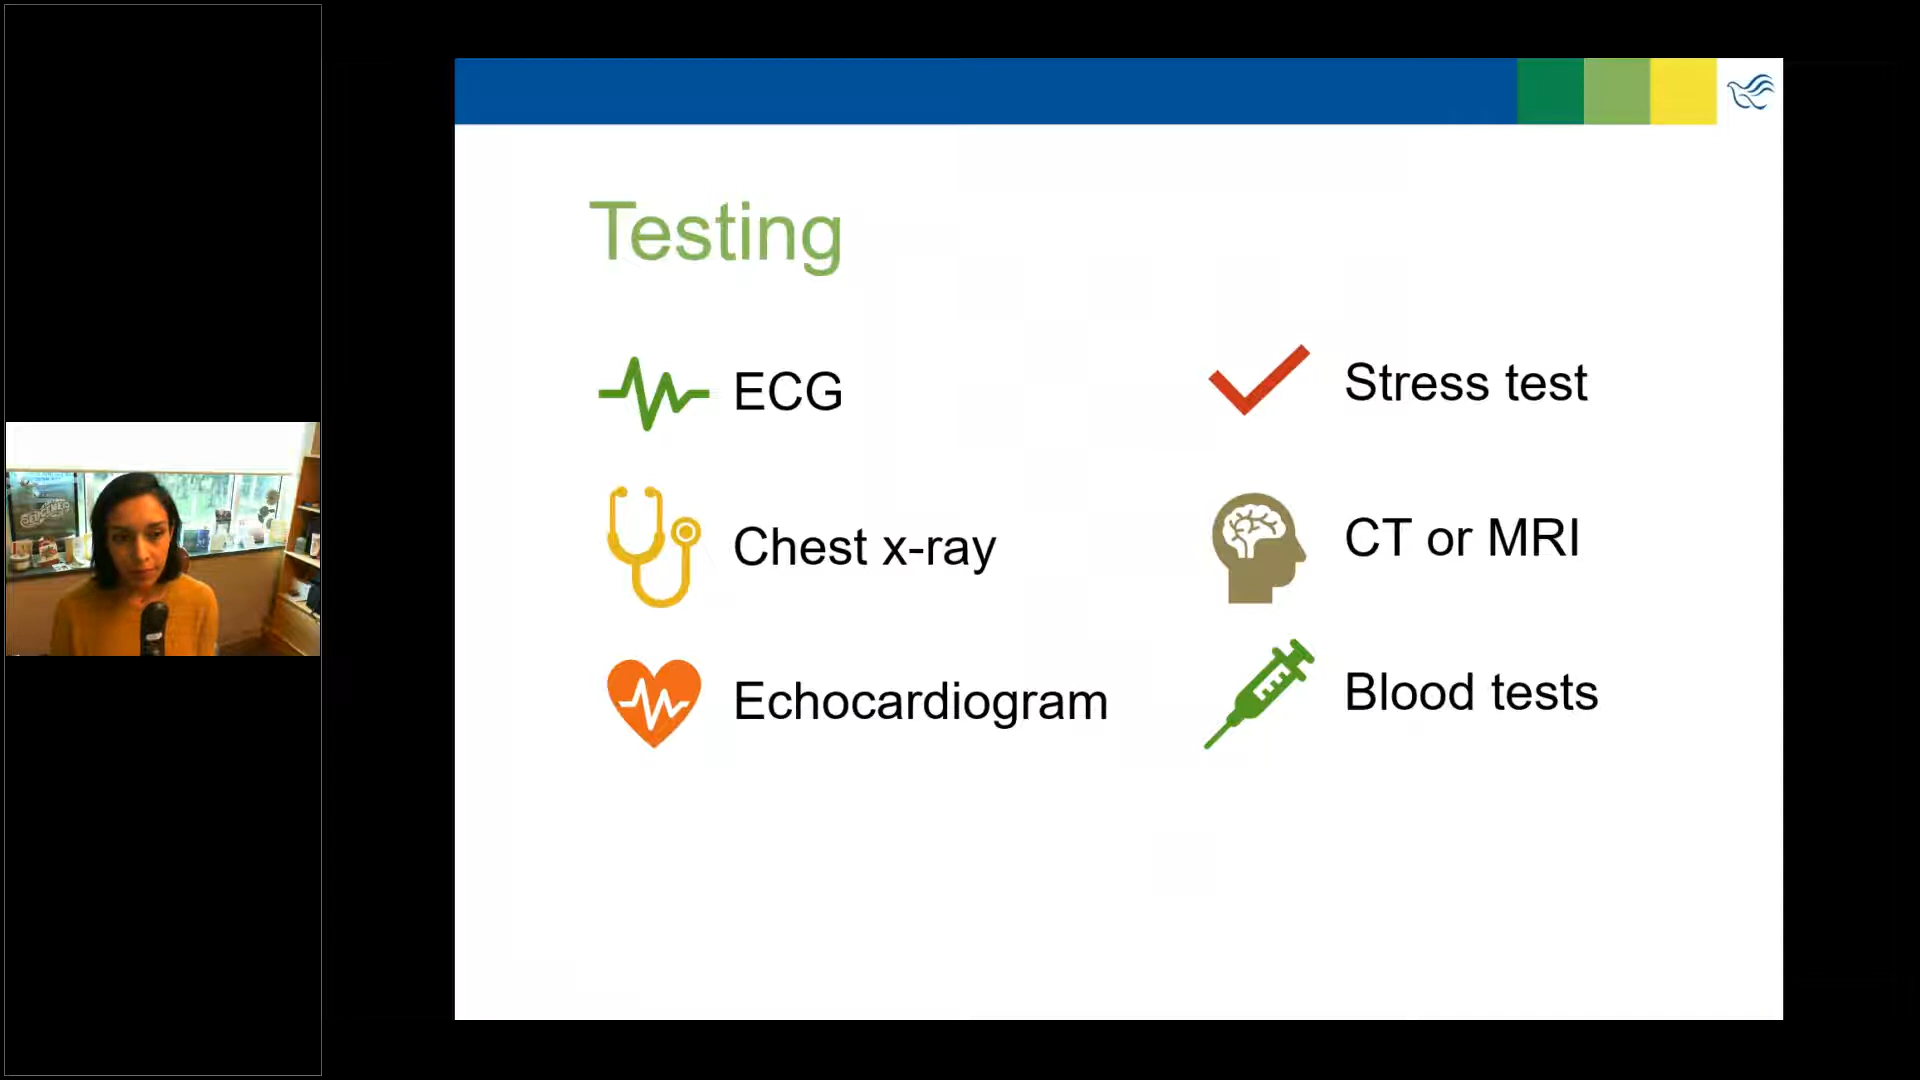 Testing
ECG
Chest x-ray
Echocardiogram
Stress test
CT or MRI
Blood tests